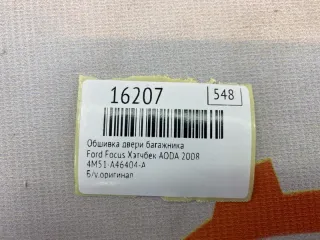 16207
548
Обшивка двери багажника
Ford Focus Хэтчбек AODA 2008
4M51-A46404-A
Б/у,оригинал